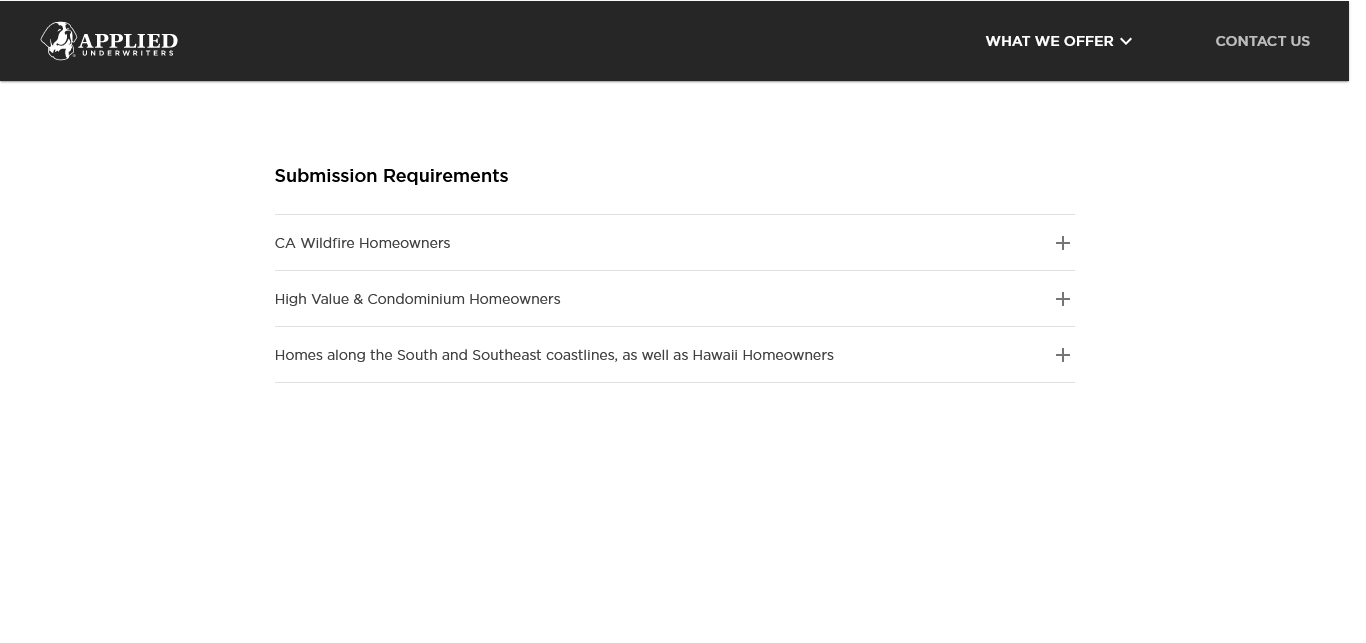 APPLIED
UNDERWRITERS
WHAT WE OFFER
CONTACT US
Submission Requirements
CA Wildfire Homeowners
High Value & Condominium Homeowners
Homes along the South and Southeast coastlines, as well as Hawaii Homeowners